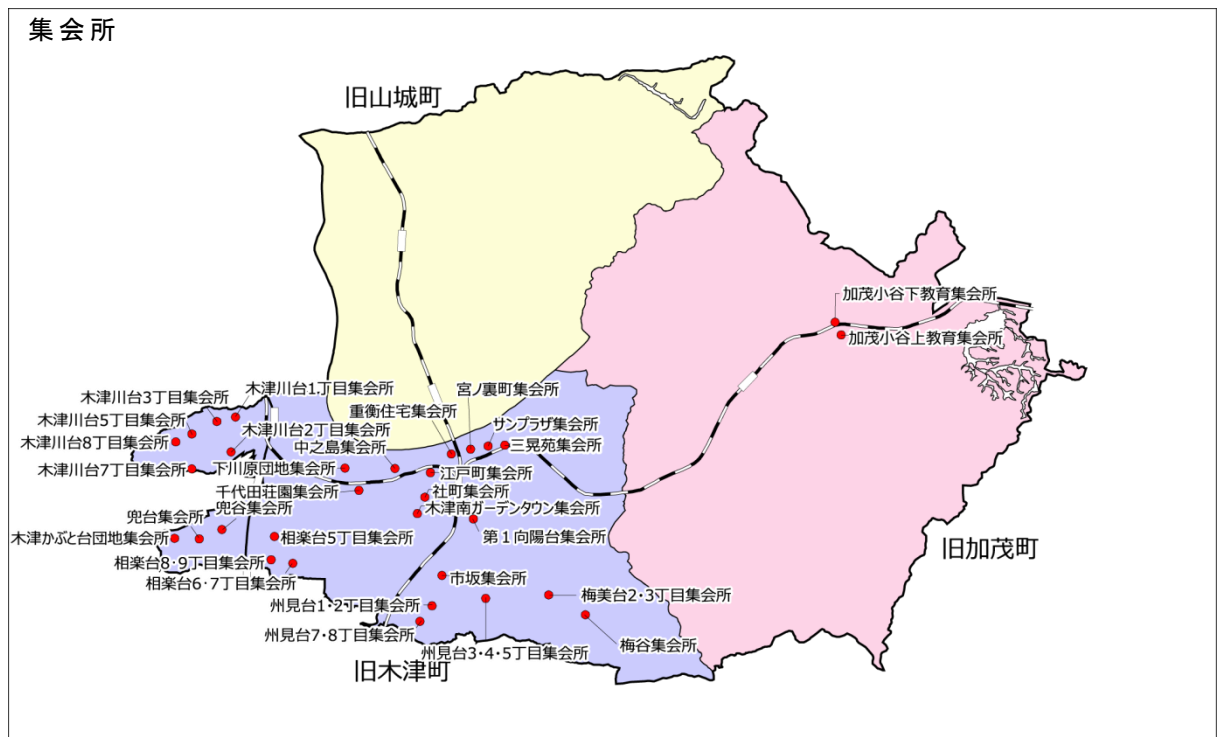 集会所
旧山城町
加茂小谷下教育集会所
加茂小谷上教育集会所
木津川台1丁目集会所
木津川台3丁目集会所
宮ノ裏町集会所
重衡住宅集会所
木津川台5丁目集会所
サンプラザ集会所
木津川台2丁目集会所
木津川台8丁目集会所
三晃苑集会所
中之島集会所
木津川台7丁目集会所
下川原団地集会所
江戸町集会所
千代田荘園集会所
社町集会所
兜谷集会所
木津南ガーデンタウン集会所
兜台集会所
第1向陽台集会所
木津かぶと台団地集会所
相楽台5丁目集会所
旧加茂町
相楽台8・9丁目集会所
相楽台6・7丁目集会所
市坂集会所
梅美台2・3丁目集会所
州見台1・2丁目集会所
州見台7・8丁目集会所
梅谷集会所
州見台3・4・5丁目集会所
旧木津町